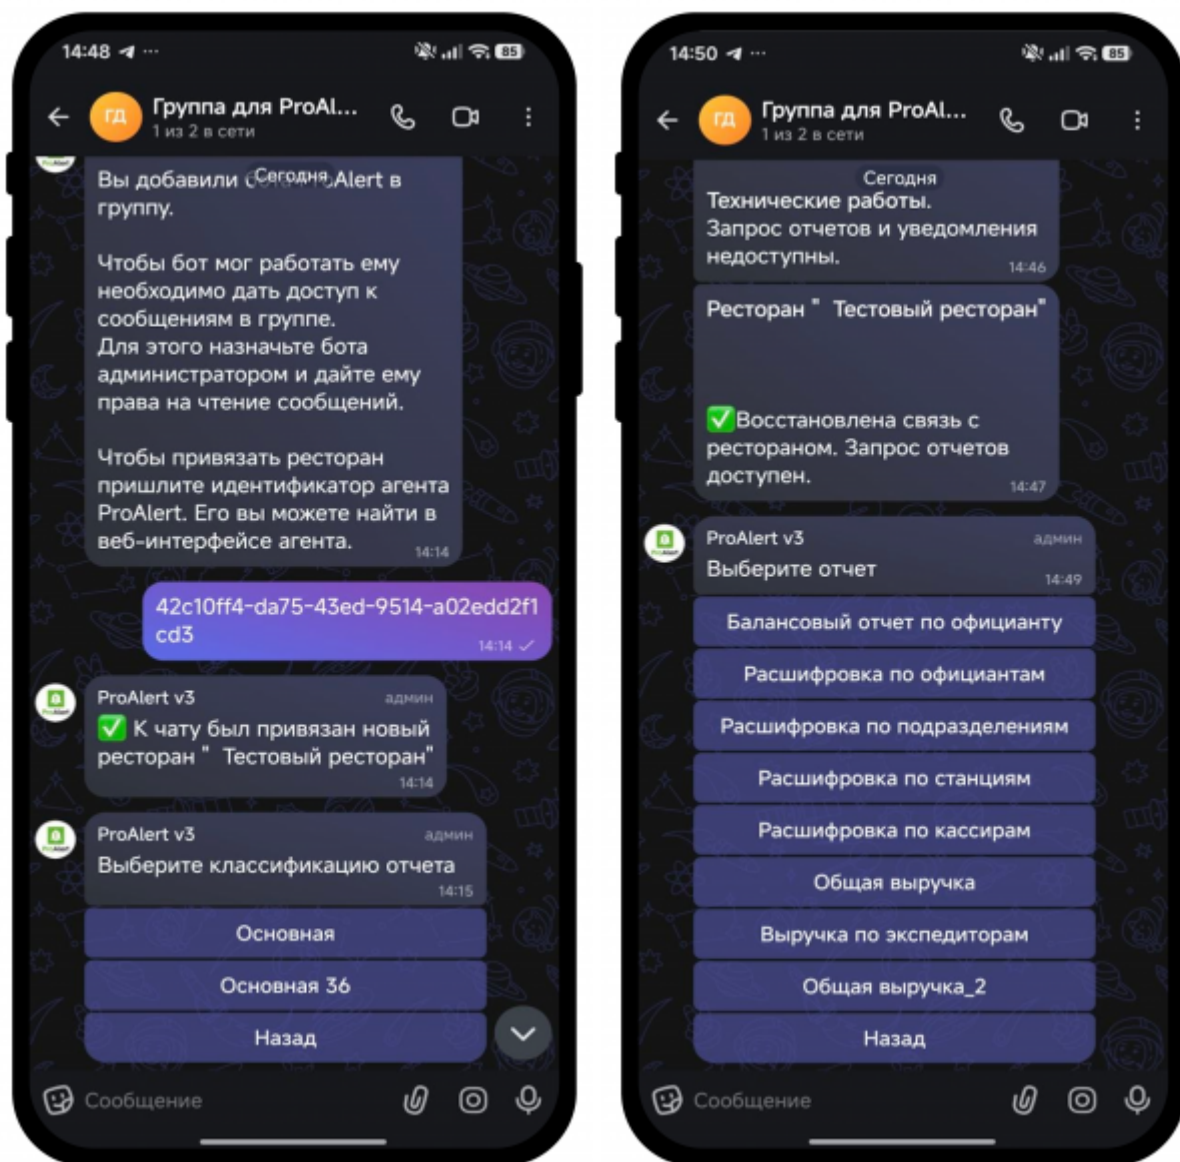 14:48
85
ГД
Группа для ProAl...
1 из 2 в сети
Сегодня
Вы добавили Alert в
группу.
Чтобы бот мог работать ему
необходимо дать доступ к
сообщениям в группе.
Для этого назначьте бота
администратором и дайте ему
права на чтение сообщений.
Чтобы привязать ресторан
пришлите идентификатор агента
ProAlert. Его вы можете найти в
веб-интерфейсе агента.
14:14
42c10ff4-da75-43ed-9514-a02edd2f1
cd3
14:14
ProAlert v3
админ
✅ К чату был привязан новый
ресторан " Тестовый ресторан"
14:14
ProAlert v3
админ
Выберите классификацию отчета
14:15
Основная
Основная 36
Назад
Сообщение
14:50
85
ГД
Группа для ProAl...
1 из 2 в сети
Сегодня
Технические работы.
Запрос отчетов и уведомления
недоступны.
14:46
Ресторан " Тестовый ресторан"
✅Восстановлена связь с
рестораном. Запрос отчетов
доступен.
14:47
ProAlert v3
админ
Выберите отчет
14:49
Балансовый отчет по официанту
Расшифровка по официантам
Расшифровка по подразделениям
Расшифровка по станциям
Расшифровка по кассирам
Общая выручка
Выручка по экспедиторам
Общая выручка_2
Назад
Сообщение